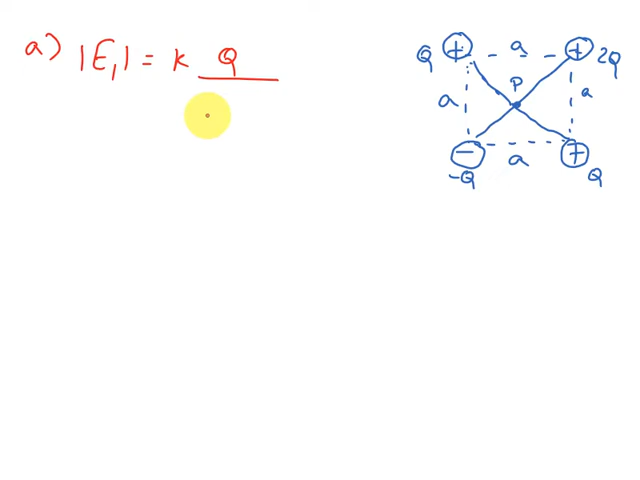 a) |E₁| = k Q
Q + a + 2Q
P
a a
− a +
−Q Q